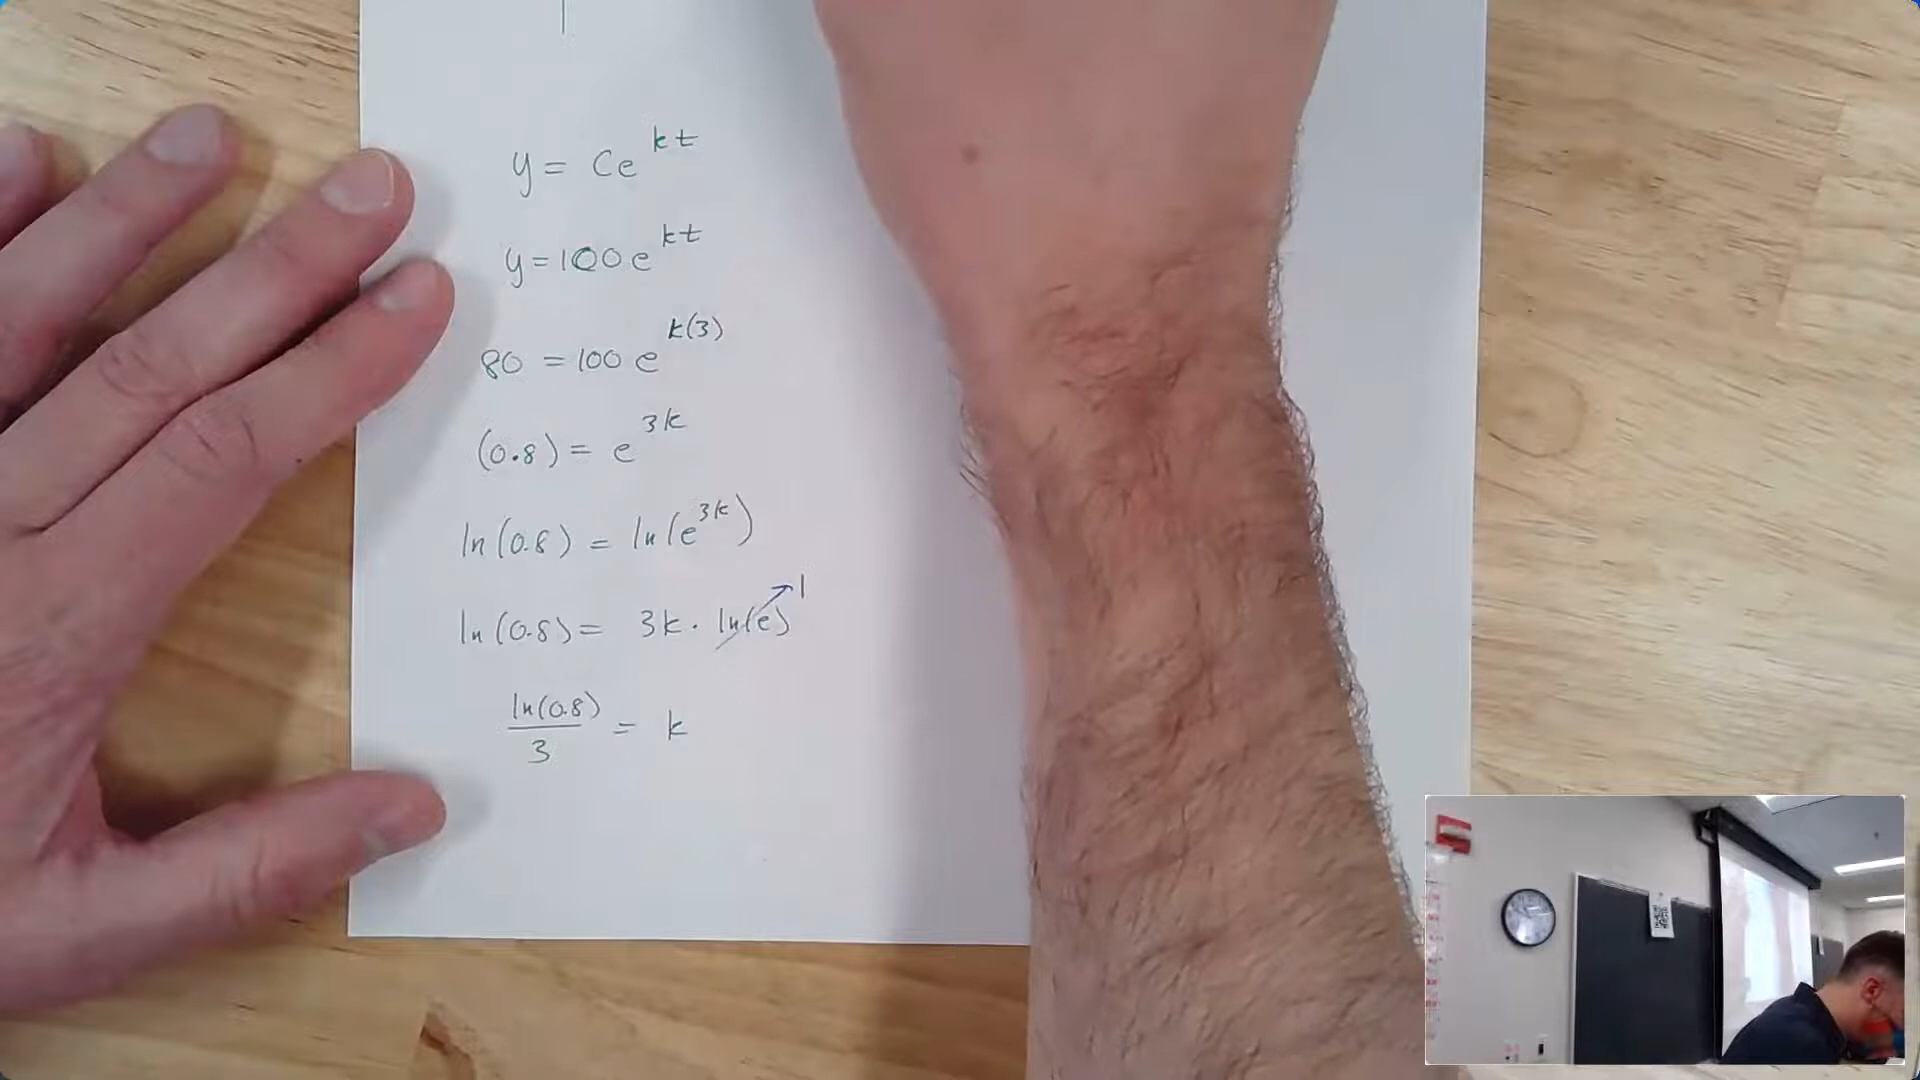 y = Ce^{kt}
y = 100e^{kt}
80 = 100e^{k(3)}
(0.8) = e^{3k}
ln(0.8) = ln(e^{3k})
ln(0.8) = 3k · ln(e) 1
ln(0.8)/3 = k